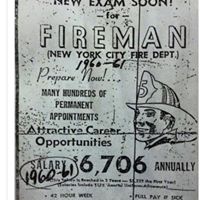 NEW EXAM SOON!
for
FIREMAN
(NEW YORK CITY FIRE DEPT.)
1960-61
Prepare Now!....
MANY HUNDREDS OF
PERMANENT
APPOINTMENTS
Attractive Career
Opportunities
SALARY $6,706 ANNUALLY
1960-61
42 HOUR WEEK
FULL PAY IF SICK